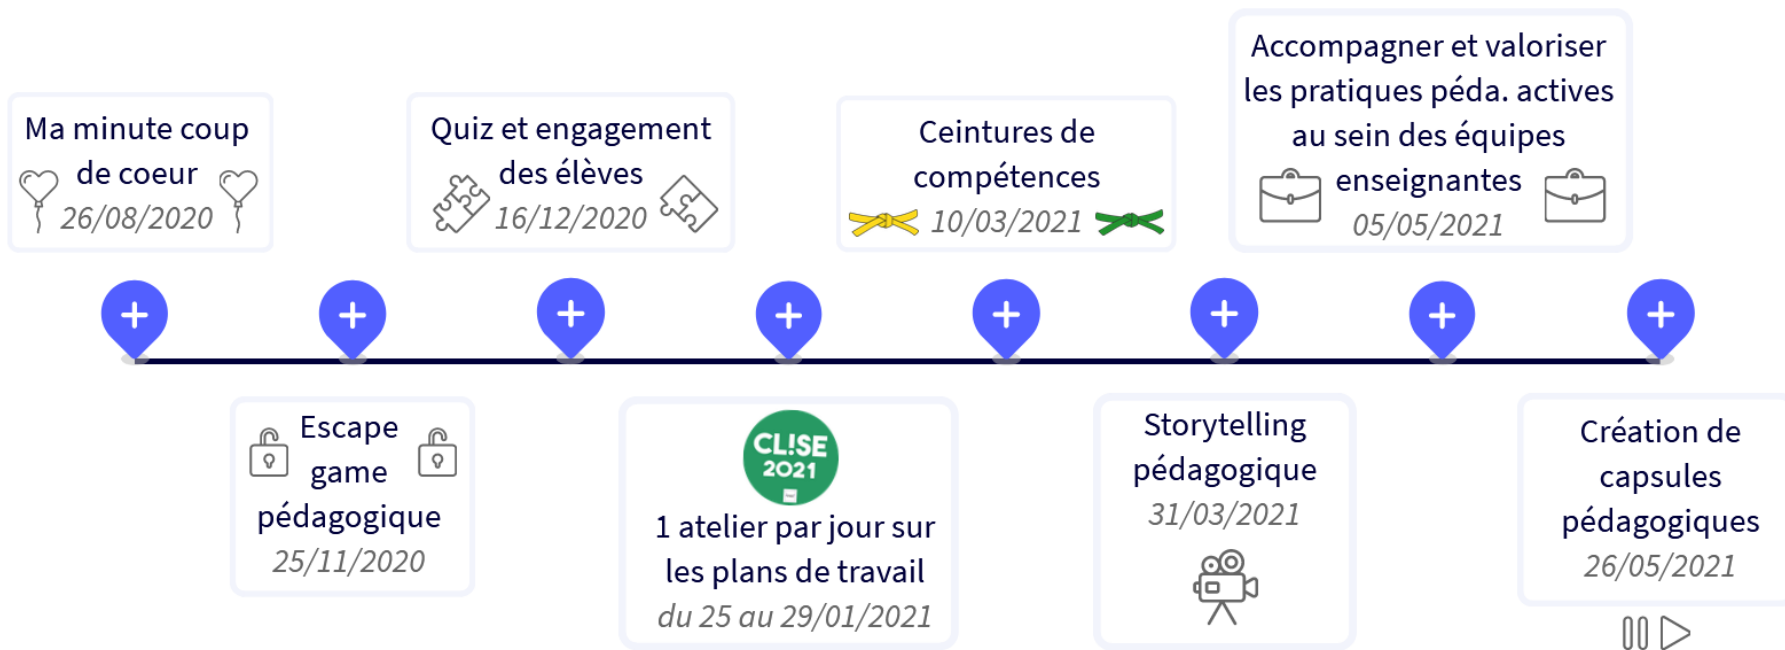 Ma minute coup
de coeur
26/08/2020
Escape
game
pédagogique
25/11/2020
Quiz et engagement
des élèves
16/12/2020
CL!SE
2021
1 atelier par jour sur
les plans de travail
du 25 au 29/01/2021
Ceintures de
compétences
10/03/2021
Storytelling
pédagogique
31/03/2021
Accompagner et valoriser
les pratiques péda. actives
au sein des équipes
enseignantes
05/05/2021
Création de
capsules
pédagogiques
26/05/2021